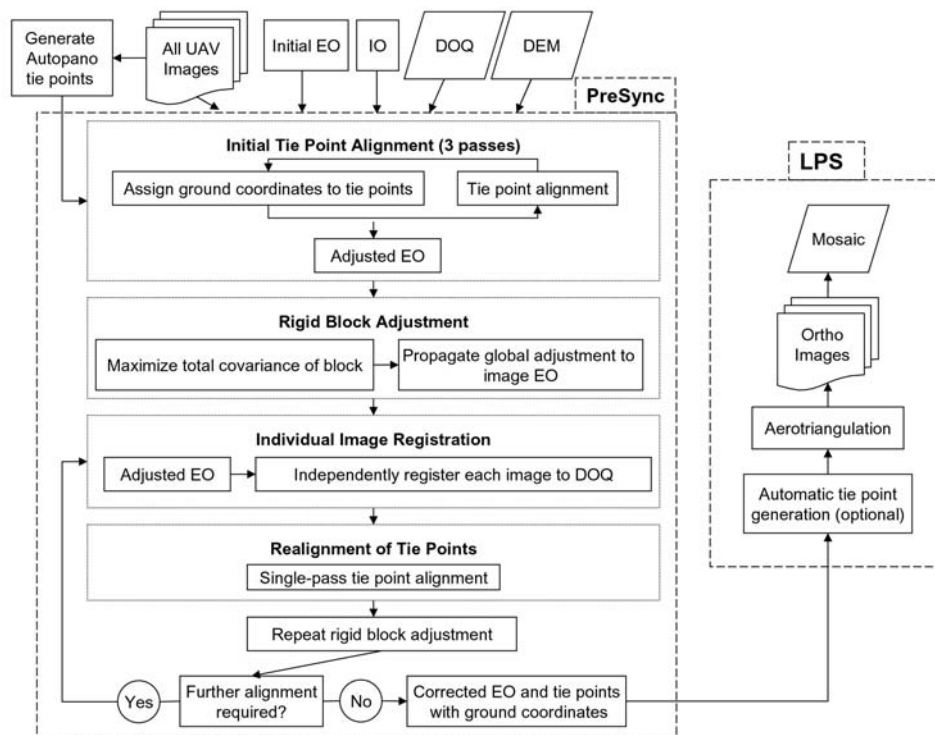 Generate
Autopano
tie points
All UAV
Images
Initial EO
IO
DOQ
DEM
PreSync
Initial Tie Point Alignment (3 passes)
Assign ground coordinates to tie points
Tie point alignment
Adjusted EO
Rigid Block Adjustment
Maximize total covariance of block
Propagate global adjustment to
image EO
Individual Image Registration
Adjusted EO
Independently register each image to DOQ
Realignment of Tie Points
Single-pass tie point alignment
Repeat rigid block adjustment
Yes
Further alignment
required?
No
Corrected EO and tie points
with ground coordinates
LPS
Mosaic
Ortho
Images
Aerotriangulation
Automatic tie point
generation (optional)